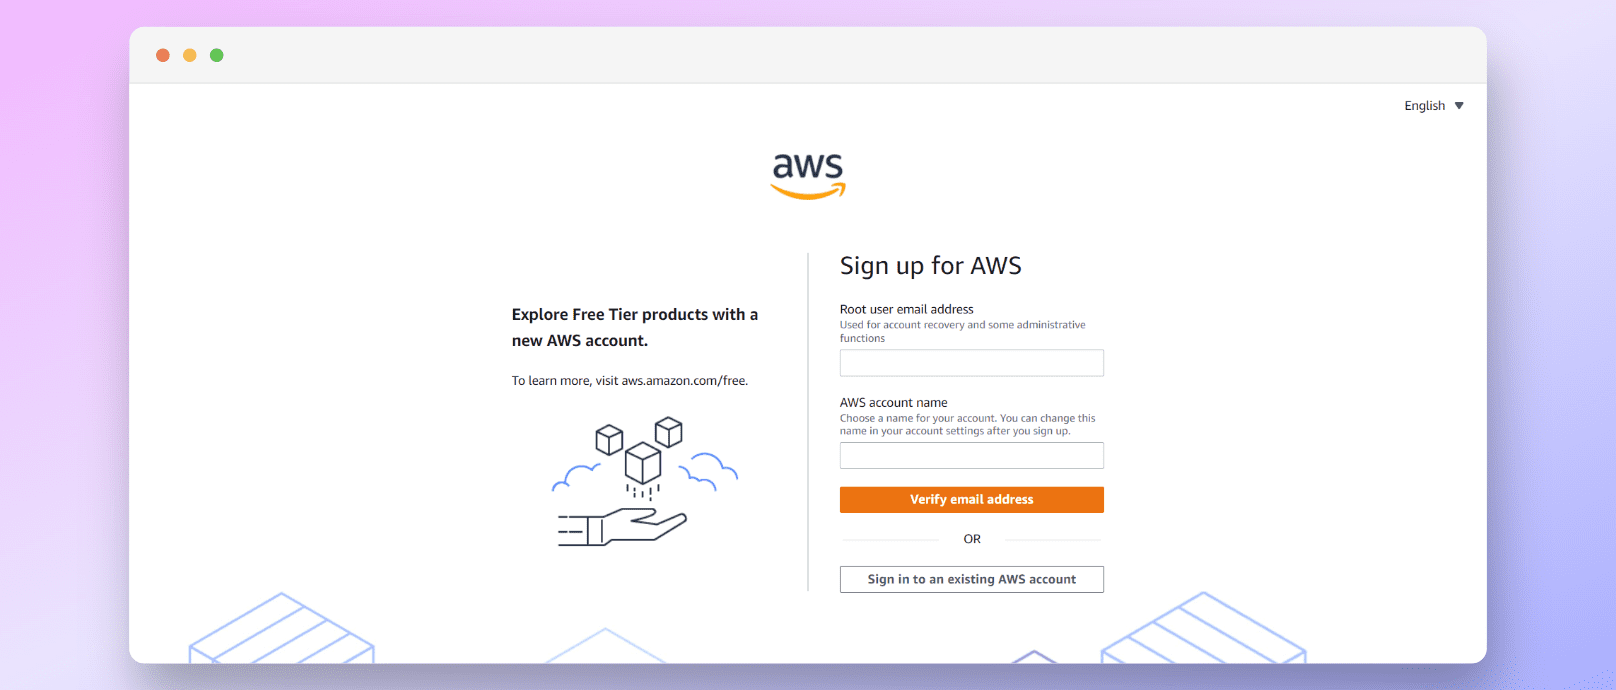 English
aws
Explore Free Tier products with a
new AWS account.
To learn more, visit aws.amazon.com/free.
Sign up for AWS
Root user email address
Used for account recovery and some administrative
functions
AWS account name
Choose a name for your account. You can change this
name in your account settings after you sign up.
Verify email address
OR
Sign in to an existing AWS account